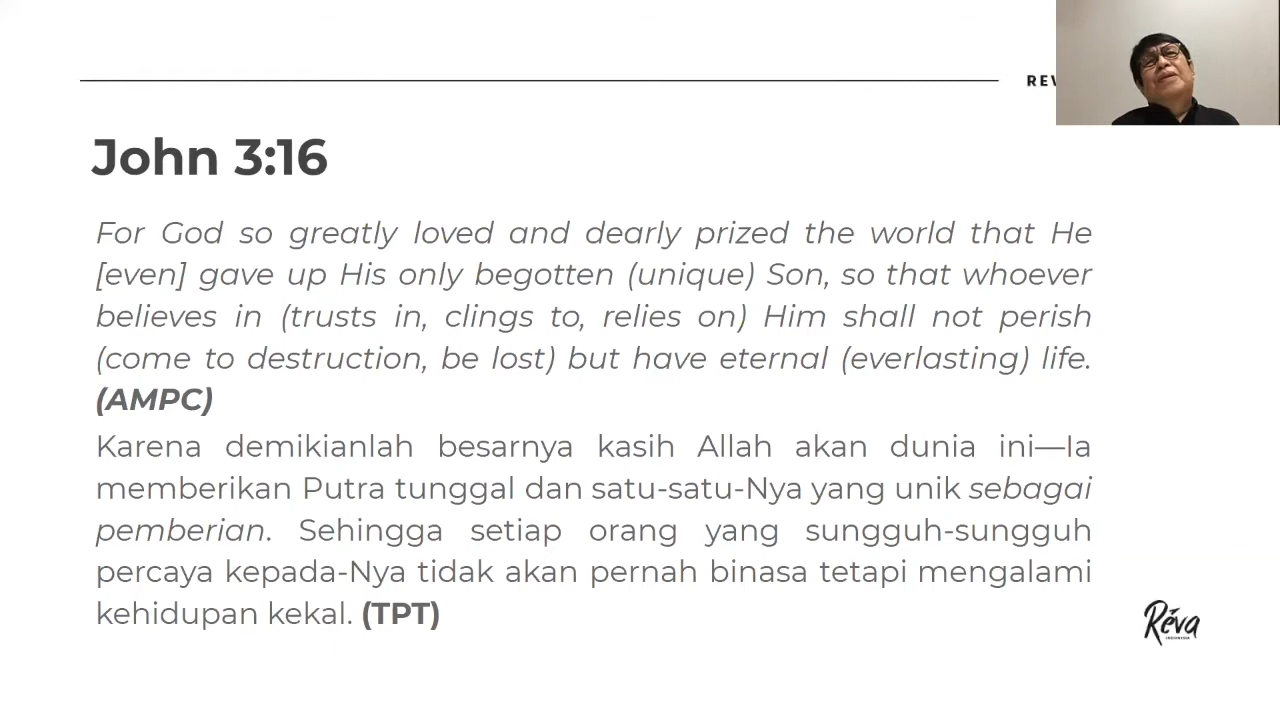 John 3:16
For God so greatly loved and dearly prized the world that He
[even] gave up His only begotten (unique) Son, so that whoever
believes in (trusts in, clings to, relies on) Him shall not perish
(come to destruction, be lost) but have eternal (everlasting) life.
(AMPC)
Karena demikianlah besarnya kasih Allah akan dunia ini—Ia
memberikan Putra tunggal dan satu-satu-Nya yang unik sebagai
pemberian. Sehingga setiap orang yang sungguh-sungguh
percaya kepada-Nya tidak akan pernah binasa tetapi mengalami
kehidupan kekal. (TPT)
Réva
INDONESIA